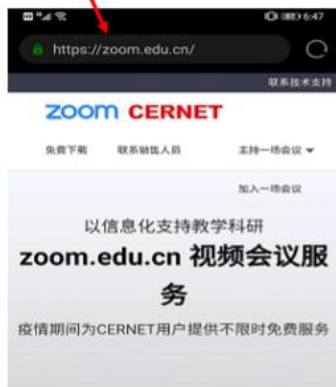 6:47
https://zoom.edu.cn/
联系技术支持
zoom CERNET
免费下载 联系销售人员 主持一场会议
加入一场会议
以信息化支持教学科研
zoom.edu.cn 视频会议服
务
疫情期间为CERNET用户提供不限时免费服务